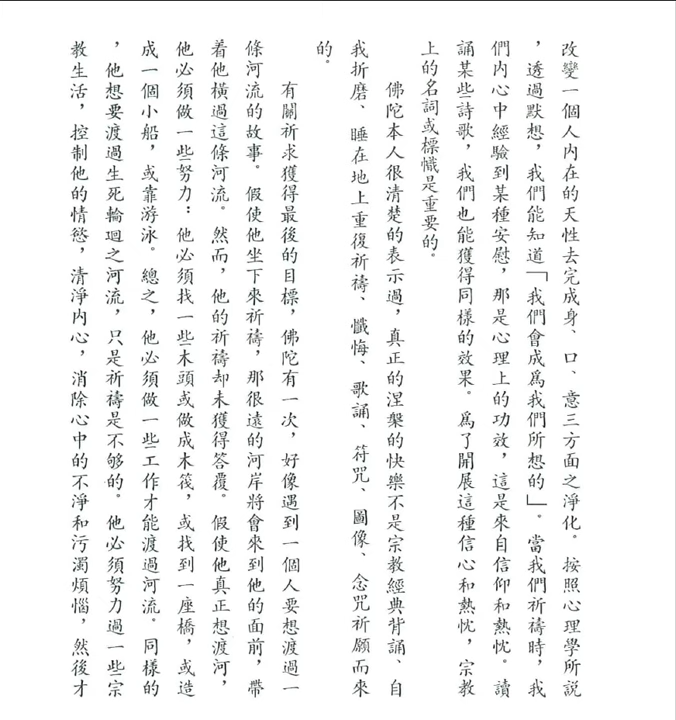 改變一個人內在的天性去完成身、口、意三方面之淨化。按照心理學所說
，透過默想，我們能知道「我們會成爲我們所想的」。當我們祈禱時，我
們內心中經驗到某種安慰，那是心理上的功效，這是來自信仰和熱忱。讀
誦某些詩歌，我們也能獲得同樣的效果。爲了開展這種信心和熱忱，宗教
上的名詞或標幟是重要的。
佛陀本人很清楚的表示過，真正的涅槃的快樂不是宗教經典背誦、自
我折磨、睡在地上重復祈禱、懺悔、歌誦、符咒、圖像、念咒祈願而來
的。
有關祈求獲得最後的目標，佛陀有一次，好像遇到一個人要想渡過一
條河流的故事。假使他坐下來祈禱，那很遠的河岸將會來到他的面前，帶
着他橫過這條河流。然而，他的祈禱却未獲得答覆。假使他真正想渡河，
他必須做一些努力：他必須找一些木頭或做成木筏，或找到一座橋，或造
成一個小船，或靠游泳。總之，他必須做一些工作才能渡過河流。同樣的
，他想要渡過生死輪迴之河流，只是祈禱是不够的。他必須努力過一些宗
教生活，控制他的情慾，清淨内心，消除心中的不淨和污濁煩惱，然後才